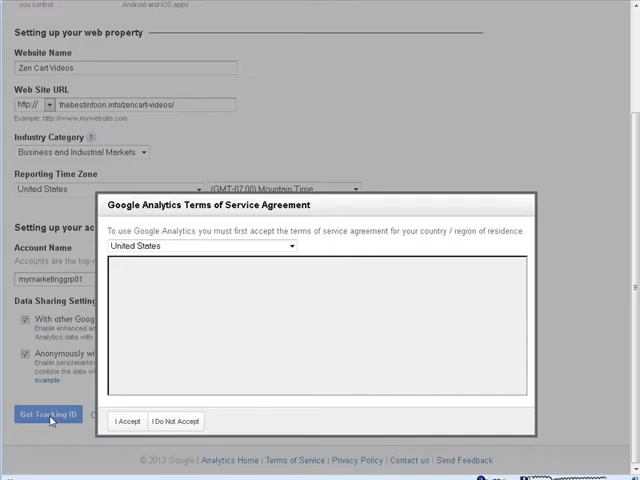 you control
Android and iOS apps
Setting up your web property
Website Name
Zen Cart Videos
Web Site URL
http://
thebestinfoon.info/zencart-videos/
Example: http://www.mywebsite.com
Industry Category ?
Business and Industrial Markets
Reporting Time Zone
United States
(GMT-07:00) Mountain Time
Google Analytics Terms of Service Agreement
To use Google Analytics you must first accept the terms of service agreement for your country / region of residence.
United States
Setting up your ac
Account Name
Accounts are the top-
mymarketinggrp01
Data Sharing Setting
With other Goog
Enable enhanced a
Analytics data with
Anonymously wi
Enable benchmarking
combine the data
example
Get Tracking ID
I Accept
I Do Not Accept
© 2012 Google | Analytics Home | Terms of Service | Privacy Policy | Contact us | Send Feedback